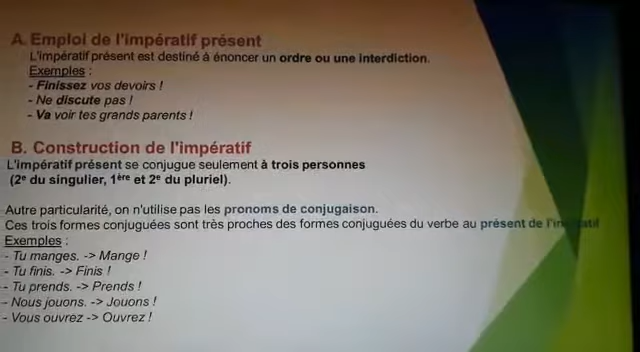 A. Emploi de l'impératif présent
L'impératif présent est destiné à énoncer un ordre ou une interdiction.
Exemples :
- Finissez vos devoirs !
- Ne discute pas !
- Va voir tes grands parents !
B. Construction de l'impératif
L'impératif présent se conjugue seulement à trois personnes
(2e du singulier, 1ère et 2e du pluriel).
Autre particularité, on n'utilise pas les pronoms de conjugaison.
Ces trois formes conjuguées sont très proches des formes conjuguées du verbe au présent de
Exemples :
- Tu manges. -> Mange !
- Tu finis. -> Finis !
- Tu prends. -> Prends !
- Nous jouons. -> Jouons !
- Vous ouvrez -> Ouvrez !